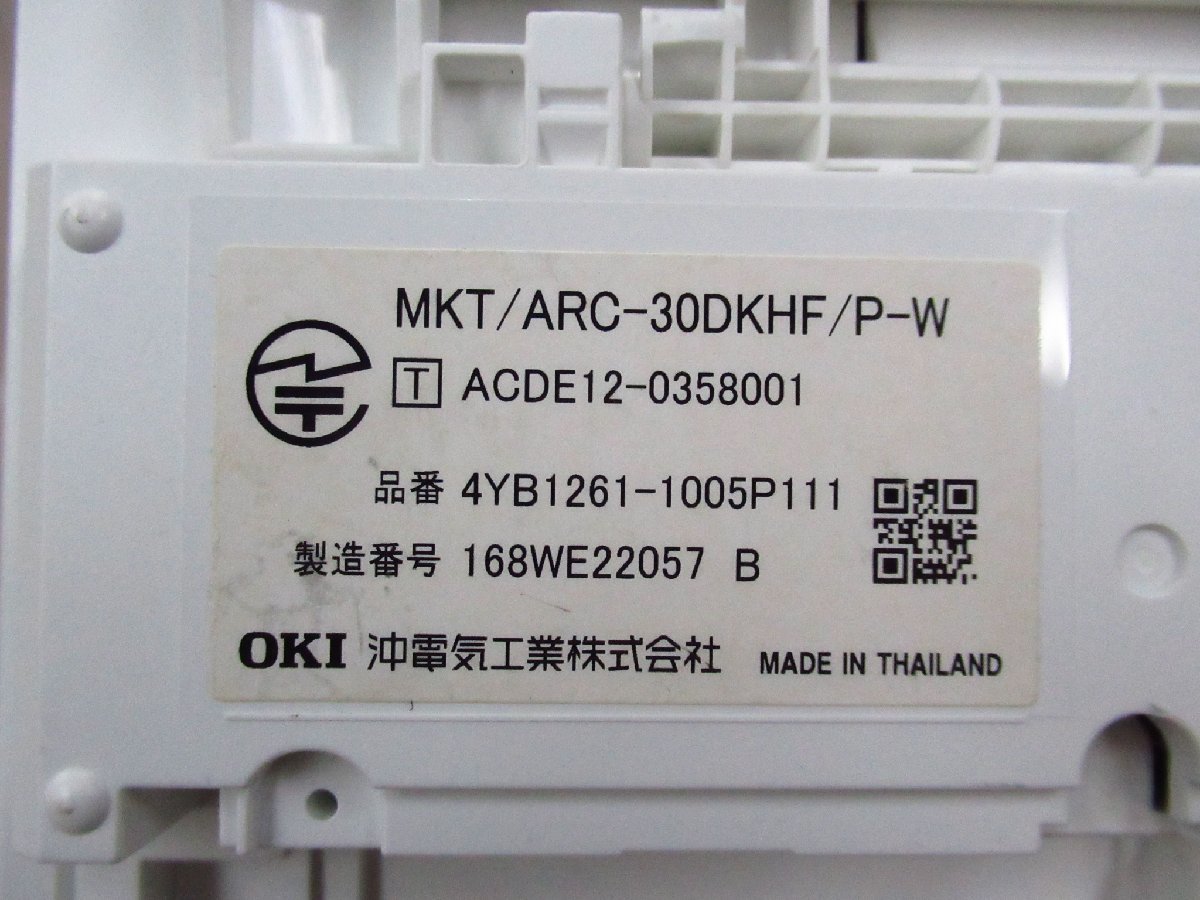 MKT/ARC-30DKHF/P-W
T ACDE12-0358001
品番 4YB1261-1005P111
製造番号 168WE22057 B
OKI 沖電気工業株式会社 MADE IN THAILAND